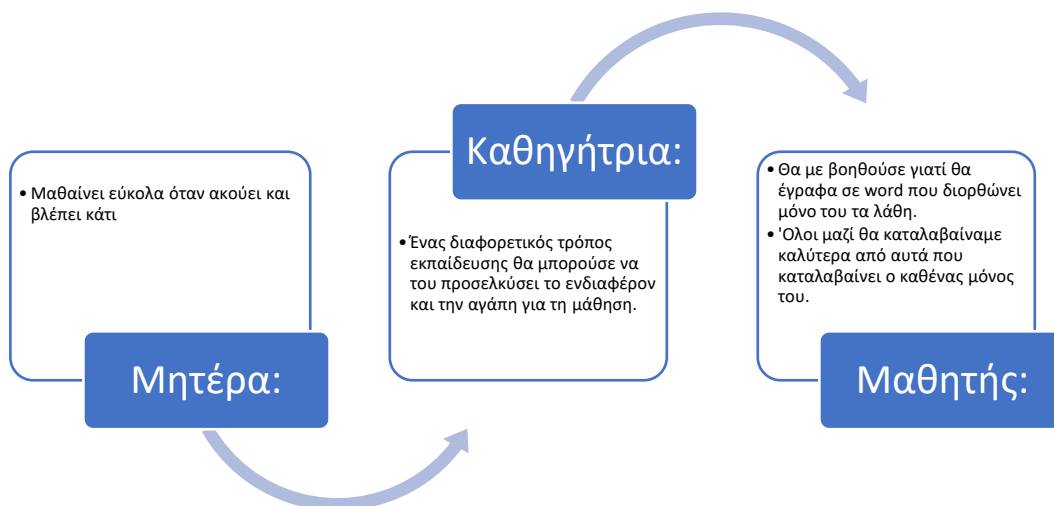 • Μαθαίνει εύκολα όταν ακούει και
βλέπει κάτι
Μητέρα:
Καθηγήτρια:
• Ένας διαφορετικός τρόπος
εκπαίδευσης θα μπορούσε να
του προσελκύσει το ενδιαφέρον
και την αγάπη για τη μάθηση.
• Θα με βοηθούσε γιατί θα
έγραφα σε word που διορθώνει
μόνο του τα λάθη.
• 'Ολοι μαζί θα καταλαβαίναμε
καλύτερα από αυτά που
καταλαβαίνει ο καθένας μόνος
του.
Μαθητής: